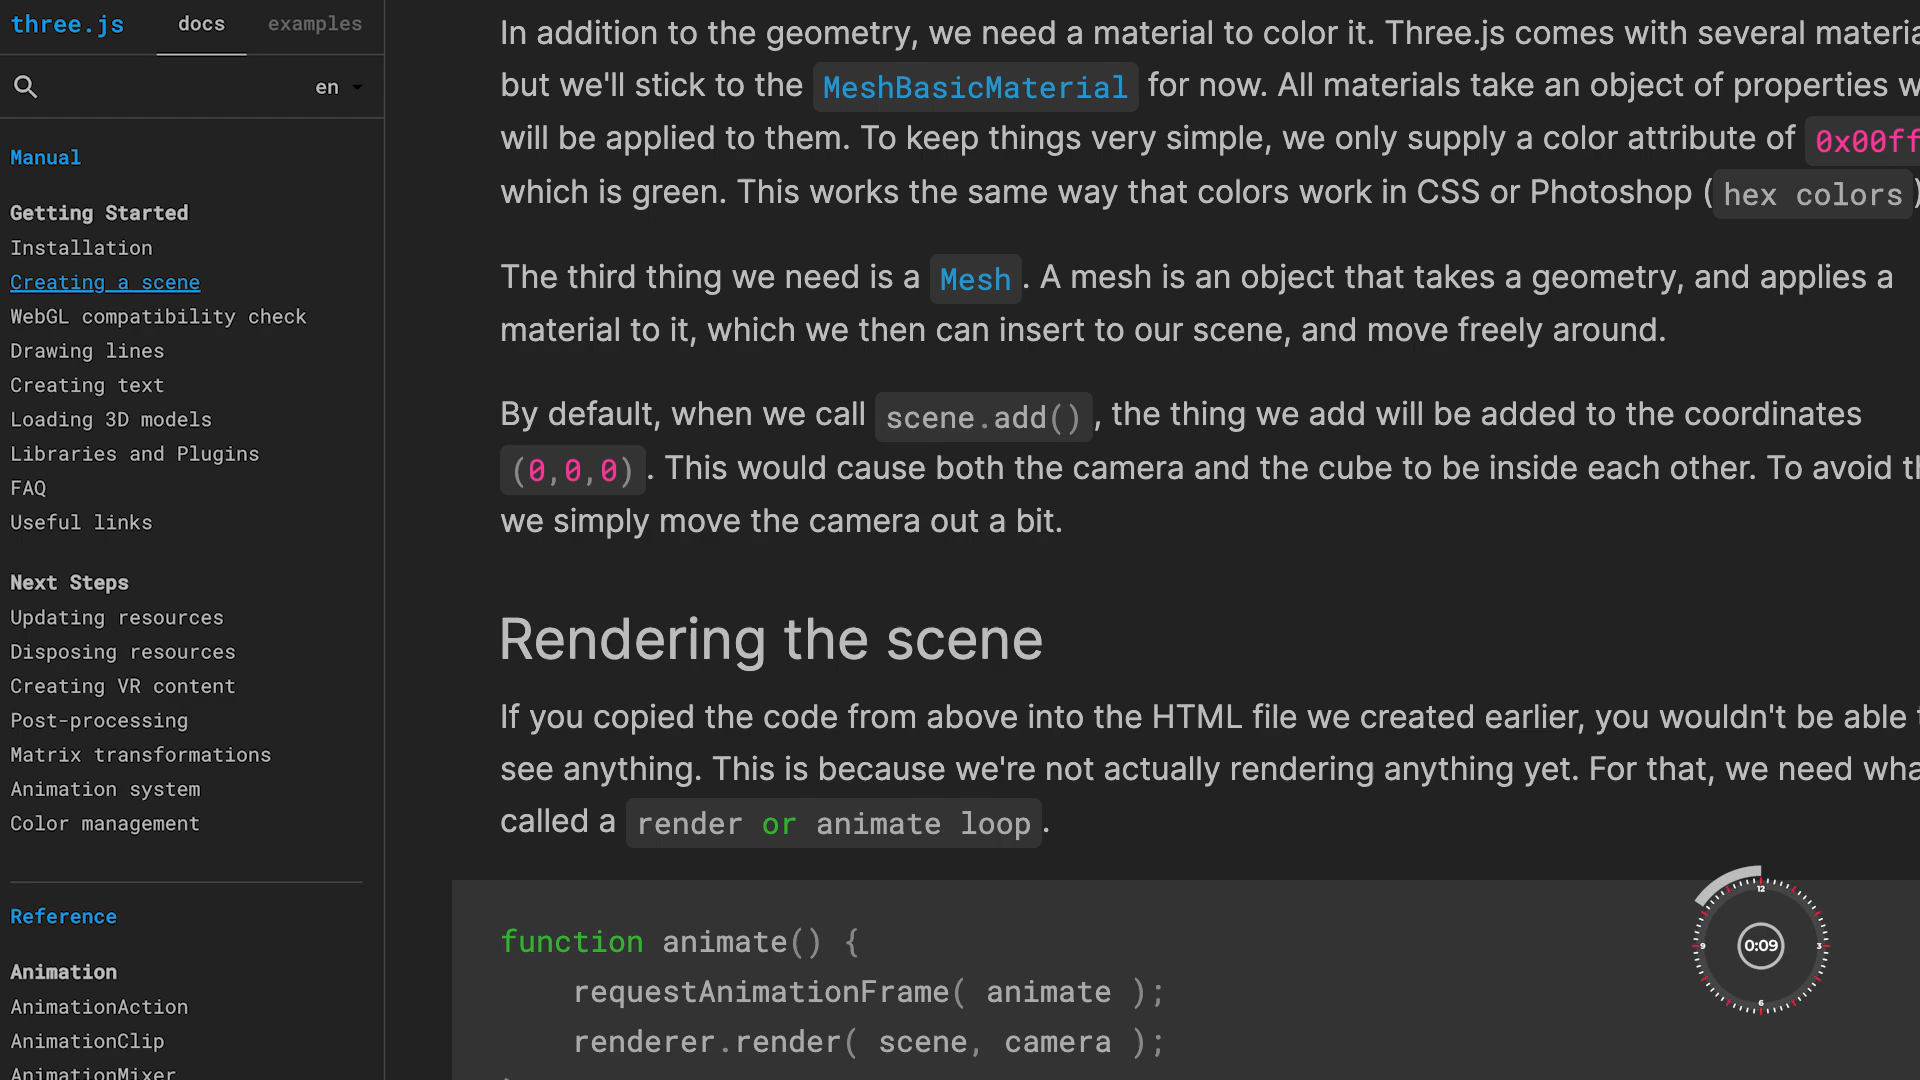 three.js docs examples
en
Manual
Getting Started
Installation
Creating a scene
WebGL compatibility check
Drawing lines
Creating text
Loading 3D models
Libraries and Plugins
FAQ
Useful links
Next Steps
Updating resources
Disposing resources
Creating VR content
Post-processing
Matrix transformations
Animation system
Color management
Reference
Animation
AnimationAction
AnimationClip
AnimationMixer
In addition to the geometry, we need a material to color it. Three.js comes with several
but we'll stick to the MeshBasicMaterial for now. All materials take an object of properties
will be applied to them. To keep things very simple, we only supply a color attribute of 0x00ff
which is green. This works the same way that colors work in CSS or Photoshop (hex colors)
The third thing we need is a Mesh. A mesh is an object that takes a geometry, and applies a
material to it, which we then can insert to our scene, and move freely around.
By default, when we call scene.add(), the thing we add will be added to the coordinates
(0,0,0). This would cause both the camera and the cube to be inside each other. To avoid
we simply move the camera out a bit.
Rendering the scene
If you copied the code from above into the HTML file we created earlier, you wouldn't be able
see anything. This is because we're not actually rendering anything yet. For that, we need
called a render or animate loop.
function animate() {
requestAnimationFrame( animate );
renderer.render( scene, camera );
12
9 0:09 3
6